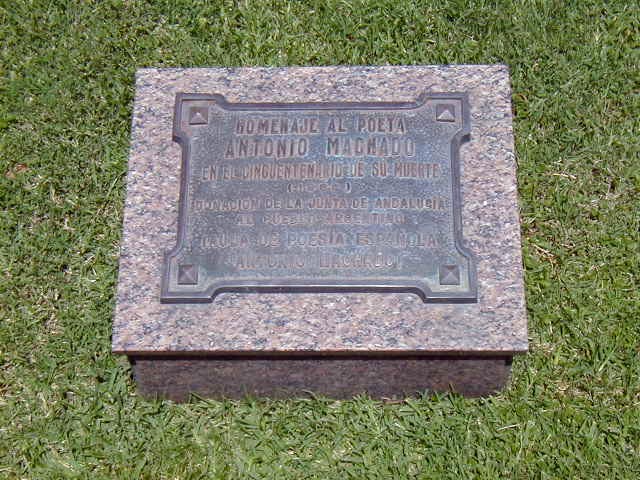 HOMENAJE AL POETA
ANTONIO MACHADO
EN EL CINCUENTENARIO DE SU MUERTE
DONACION DE LA JUNTA DE ANDALUCIA
AL PUEBLO ARGENTINO
DE POESIA ESPAÑOLA
ANTONIO MACHADO